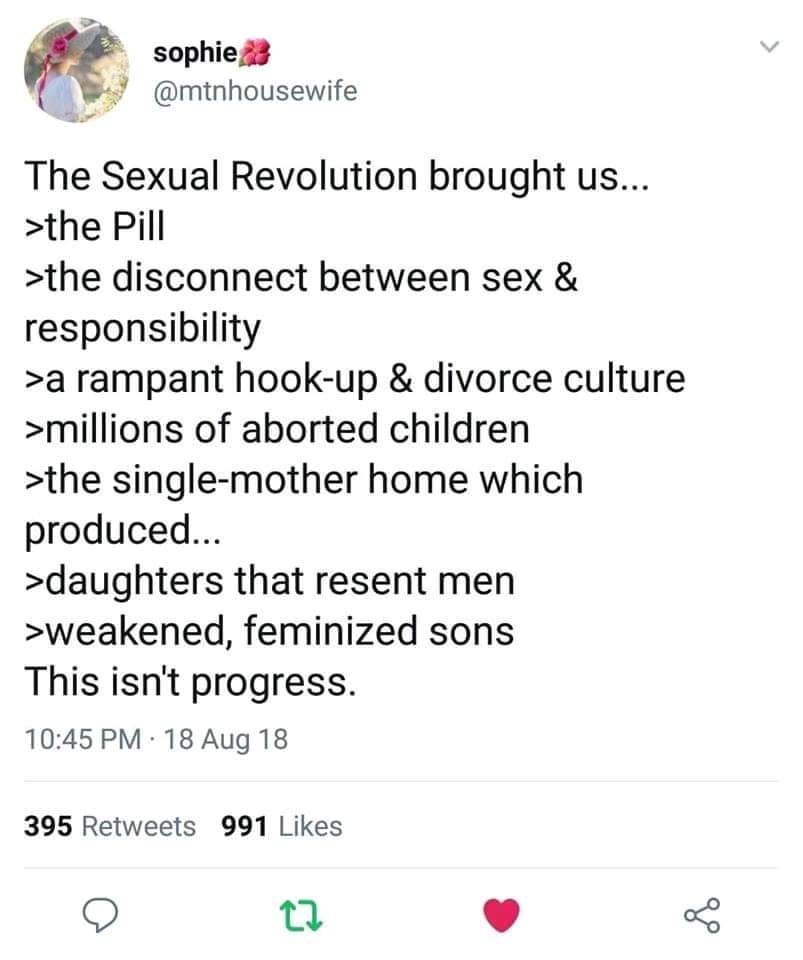 sophie🌺
@mtnhousewife
The Sexual Revolution brought us...
>the Pill
>the disconnect between sex &
responsibility
>a rampant hook-up & divorce culture
>millions of aborted children
>the single-mother home which
produced...
>daughters that resent men
>weakened, feminized sons
This isn't progress.
10:45 PM · 18 Aug 18
395 Retweets 991 Likes